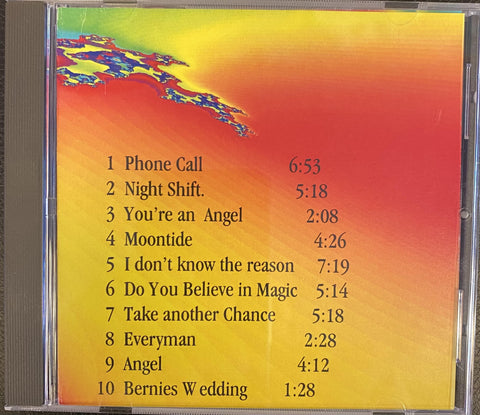 1 Phone Call 6:53
2 Night Shift. 5:18
3 You're an Angel 2:08
4 Moontide 4:26
5 I don't know the reason 7:19
6 Do You Believe in Magic 5:14
7 Take another Chance 5:18
8 Everyman 2:28
9 Angel 4:12
10 Bernies Wedding 1:28